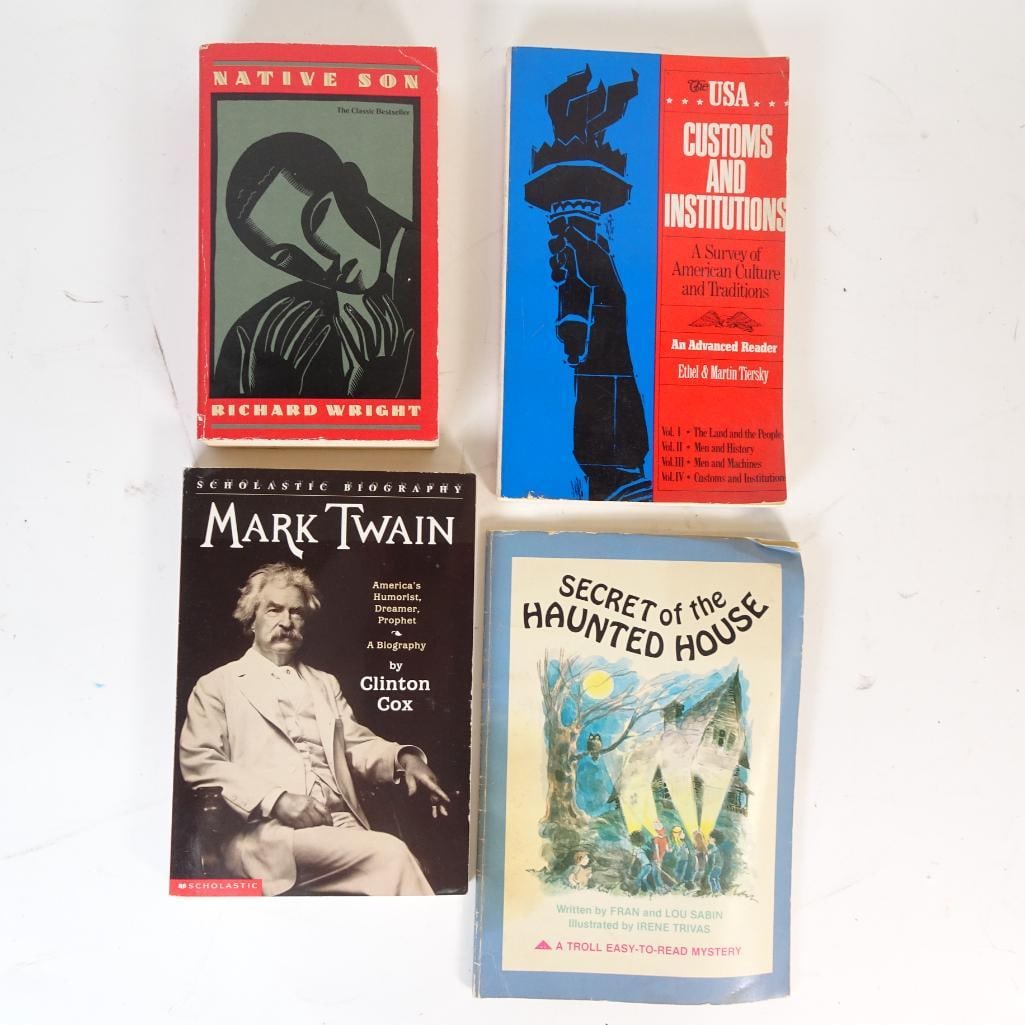 NATIVE SON
The Classic Bestseller
RICHARD WRIGHT
The USA
CUSTOMS
AND
INSTITUTIONS
A Survey of
American Culture
and Traditions
An Advanced Reader
Ethel & Martin Tiersky
Vol. I • The Land and the People
Vol. II • Men and History
Vol. III • Men and Machines
Vol. IV • Customs and Institutions
SCHOLASTIC BIOGRAPHY
MARK TWAIN
America's
Humorist,
Dreamer,
Prophet
A Biography
by
Clinton
Cox
SCHOLASTIC
SECRET of the
HAUNTED HOUSE
Written by FRAN and LOU SABIN
Illustrated by IRENE TRIVAS
A TROLL EASY-TO-READ MYSTERY